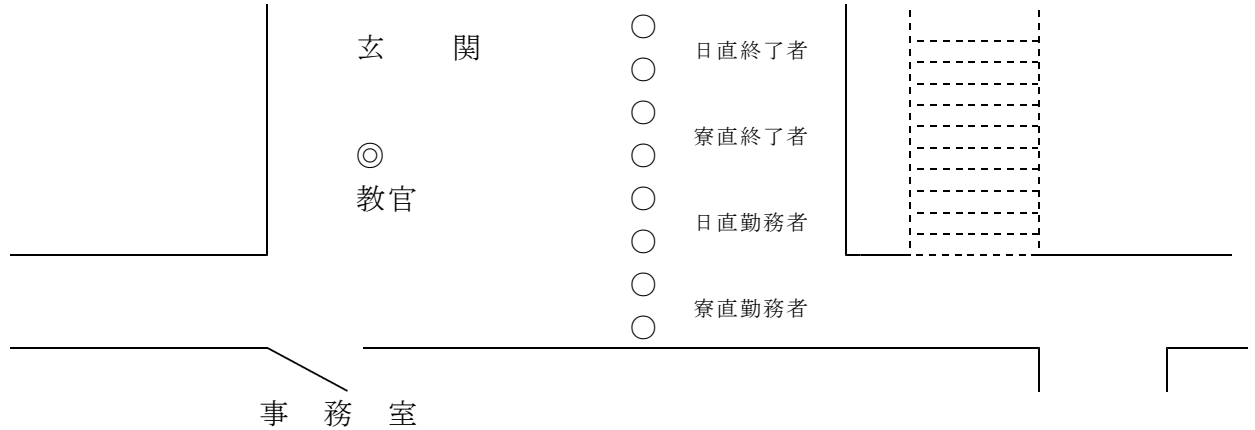 玄関
日直終了者
寮直終了者
◎
教官
日直勤務者
寮直勤務者
事務室